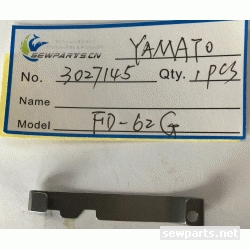 SEWPARTS.CN
YAMATO
No. 3027145 Qty. 1 PCS
Name
Model FD-62G
sewparts.net